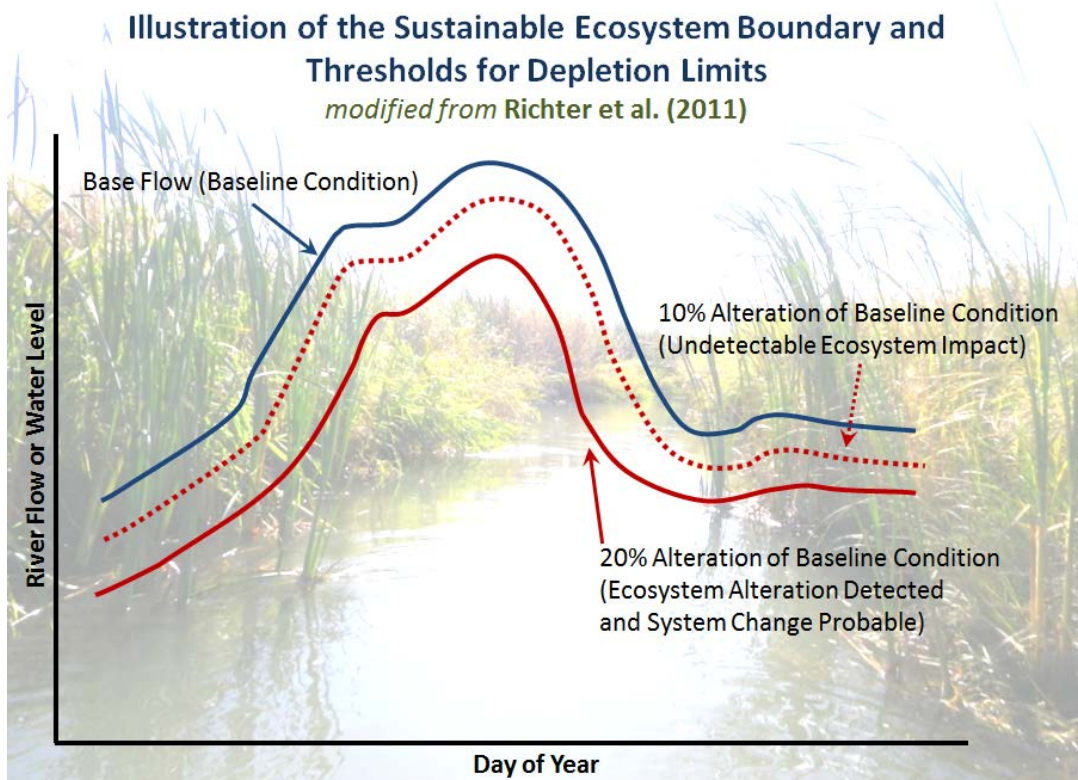 Illustration of the Sustainable Ecosystem Boundary and
Thresholds for Depletion Limits
modified from Richter et al. (2011)
Base Flow (Baseline Condition)
10% Alteration of Baseline Condition
(Undetectable Ecosystem Impact)
20% Alteration of Baseline Condition
(Ecosystem Alteration Detected
and System Change Probable)
River Flow or Water Level
Day of Year